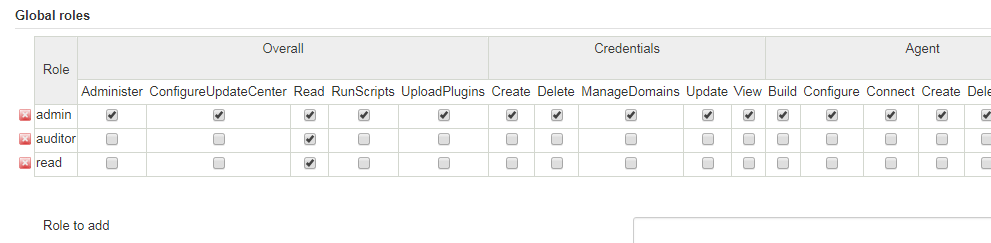 Global roles
Role Overall Credentials Agent
Administer ConfigureUpdateCenter Read RunScripts UploadPlugins Create Delete ManageDomains Update View Build Configure Connect Create Dele
admin
auditor
read
Role to add